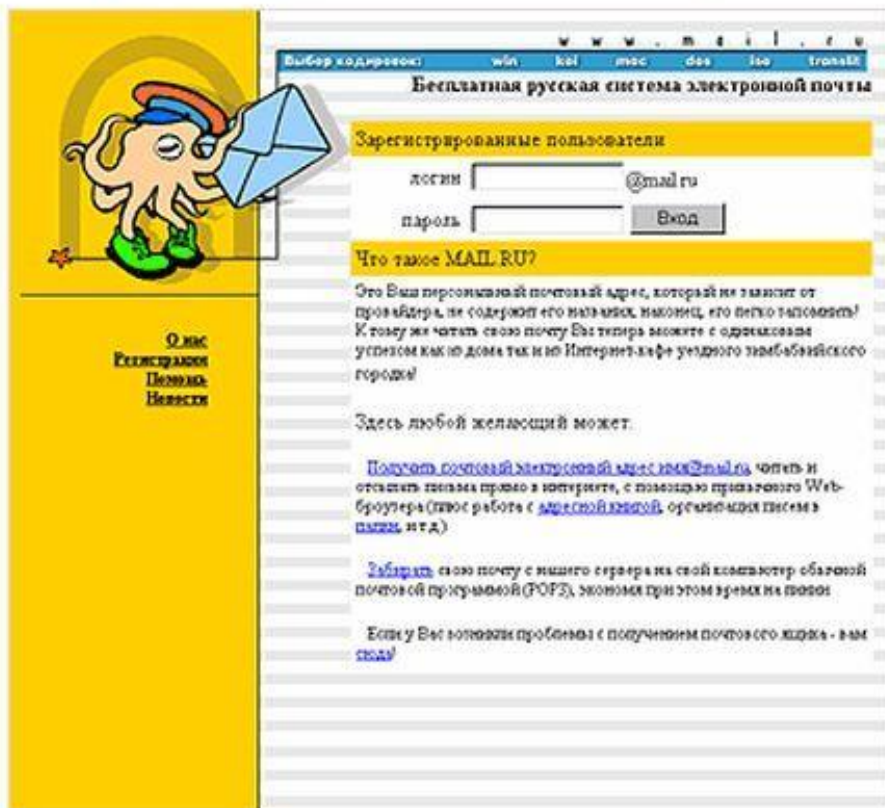 www.mail.ru
Выбор кодировок: win koi mac dos iso translit
Бесплатная русская система электронной почты
Зарегистрированные пользователи
логин @mail.ru
пароль Вход
Что такое MAIL.RU?
Это Ваш персональный почтовый адрес, который не зависит от
провайдера, не содержит его названия, наконец, его легко запомнить!
К тому же читать свою почту Вы теперь можете с одинаковым
успехом как из дома так и из Интернет-кафе уездного зимбабвийского
городка!
Здесь любой желающий может:
Получить почтовый электронный адрес имя@mail.ru, читать и
отсылать письма прямо в интернете, с помощью привычного Web-
броузера (плюс работа с адресной книгой, организация писем в
папки, и т.д.)
Забирать свою почту с нашего сервера на свой компьютер обычной
почтовой программой (POP3), экономя при этом время на линии
Если у Вас возникли проблемы с получением почтового ящика - вам
сюда!
О нас
Регистрация
Помощь
Новости